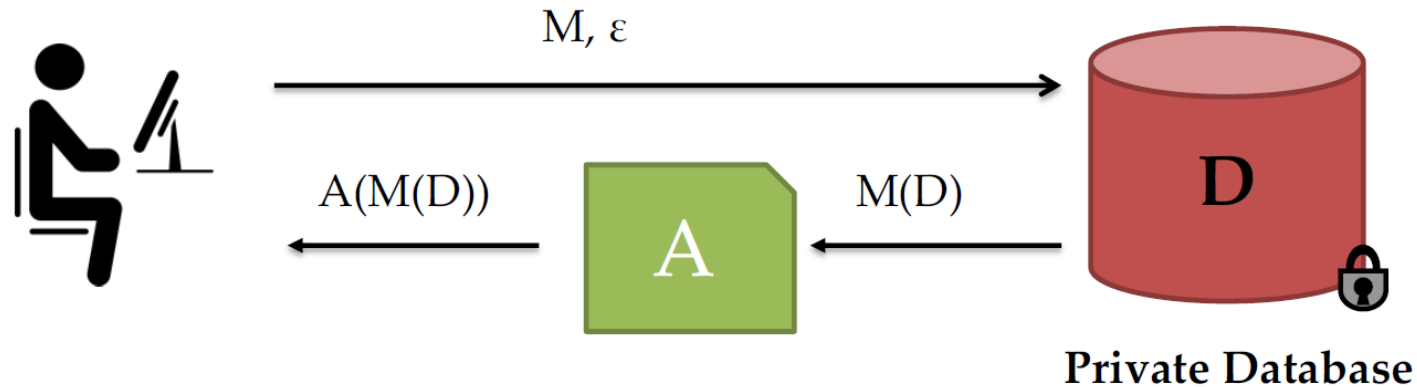 M, ε
A(M(D))
A
M(D)
D
Private Database